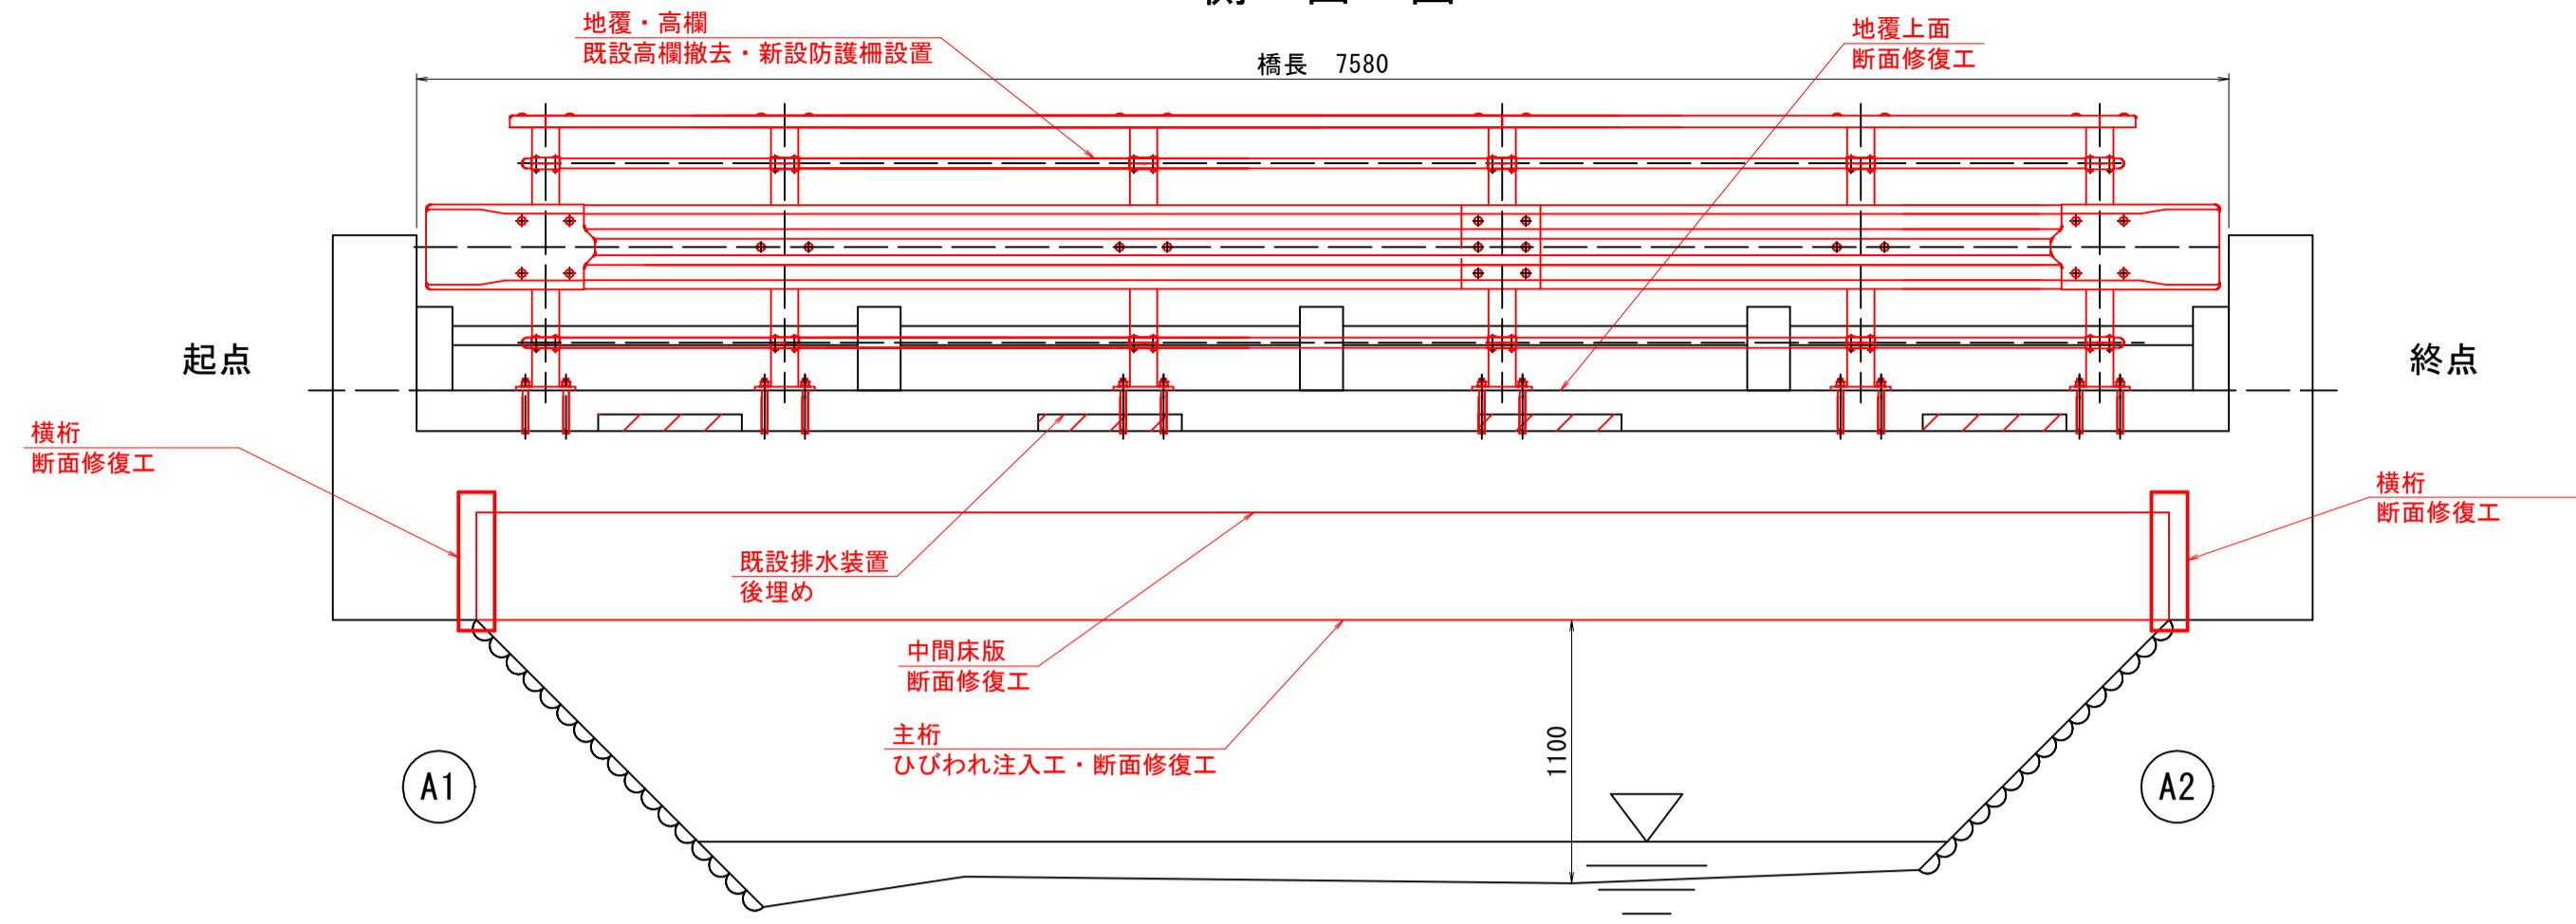 側面図
地覆・高欄
既設高欄撤去・新設防護柵設置
地覆上面
断面修復工
橋長 7580
起点
終点
横桁
断面修復工
横桁
断面修復工
既設排水装置
後埋め
中間床版
断面修復工
主桁
ひびわれ注入工・断面修復工
1100
A1
A2